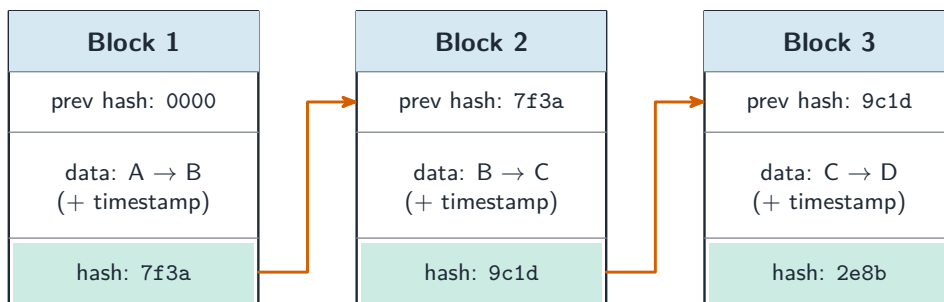 Block 1
prev hash: 0000
data: A → B
(+ timestamp)
hash: 7f3a
Block 2
prev hash: 7f3a
data: B → C
(+ timestamp)
hash: 9c1d
Block 3
prev hash: 9c1d
data: C → D
(+ timestamp)
hash: 2e8b